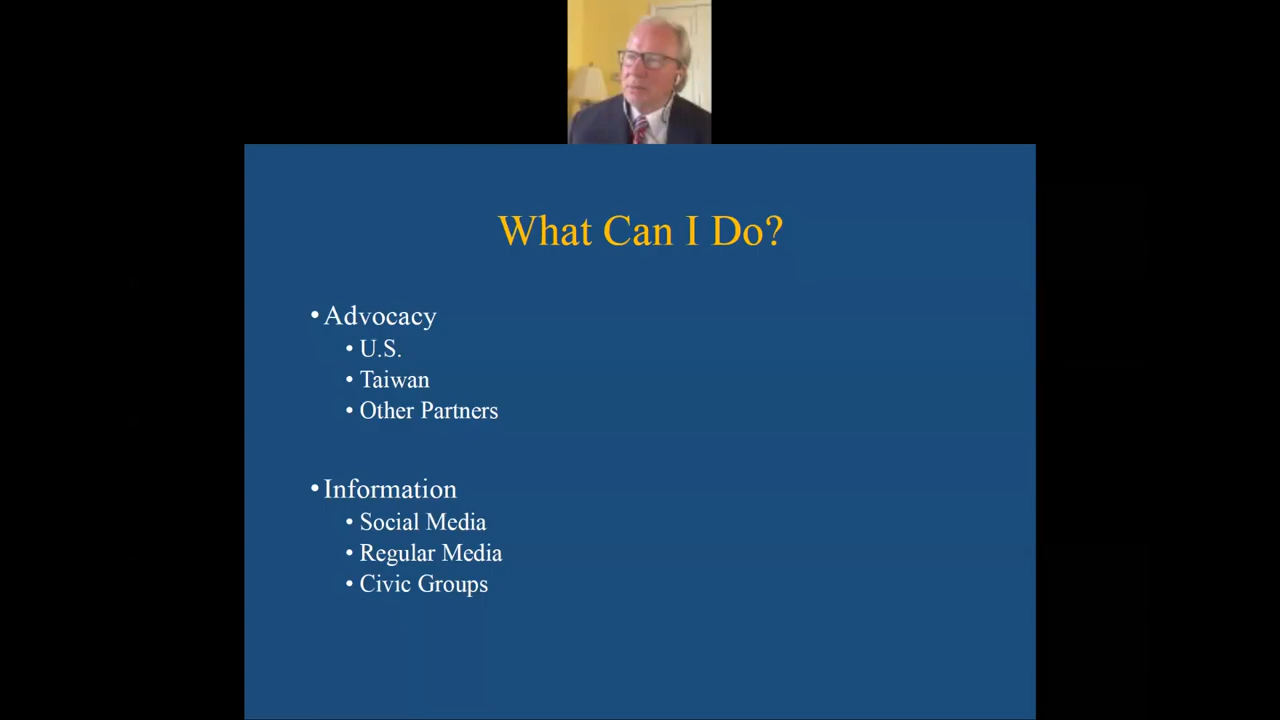 What Can I Do?
• Advocacy
• U.S.
• Taiwan
• Other Partners
• Information
• Social Media
• Regular Media
• Civic Groups